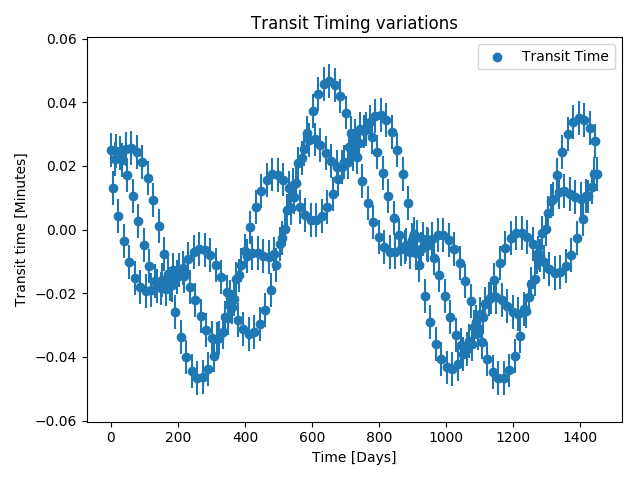 Transit Timing variations
Transit Time
Transit time [Minutes]
0.06
0.04
0.02
0.00
−0.02
−0.04
−0.06
0 200 400 600 800 1000 1200 1400
Time [Days]